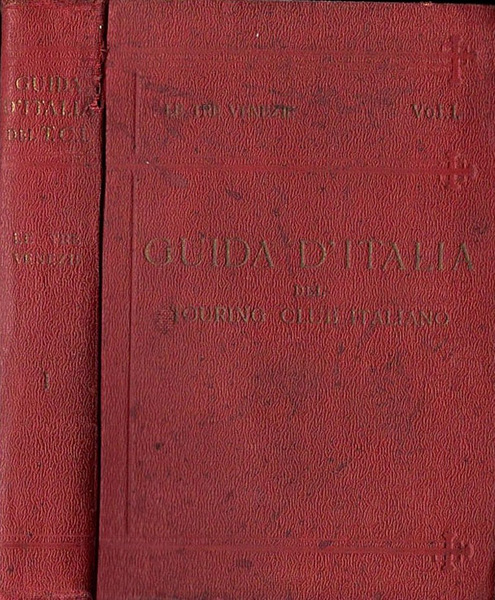 GUIDA
D'ITALIA
DEL T.C.I.
LE TRE
VENEZIE
I
LE TRE VENEZIE VOL. I.
GUIDA D'ITALIA
DEL
TOURING CLUB ITALIANO